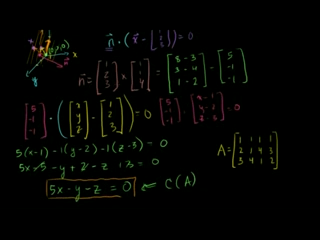 n⃗ · (x⃗ - [1 2 3]) = 0
n⃗ = [1 2 3] × [1 1 4] = [8 - 3, 3 - 4, 1 - 2] = [5 -1 -1]
[5 -1 -1] · ([x y z] - [1 2 3]) = 0 [5 -1 -1] · [x - 1, y - 2, z - 3] = 0
5(x-1) - 1(y-2) - 1(z-3) = 0
5x - 5 - y + 2 - z + 3 = 0
5x - y - z = 0 ← C(A)
A = [1 1 1 1, 2 1 4 3, 3 4 1 2]